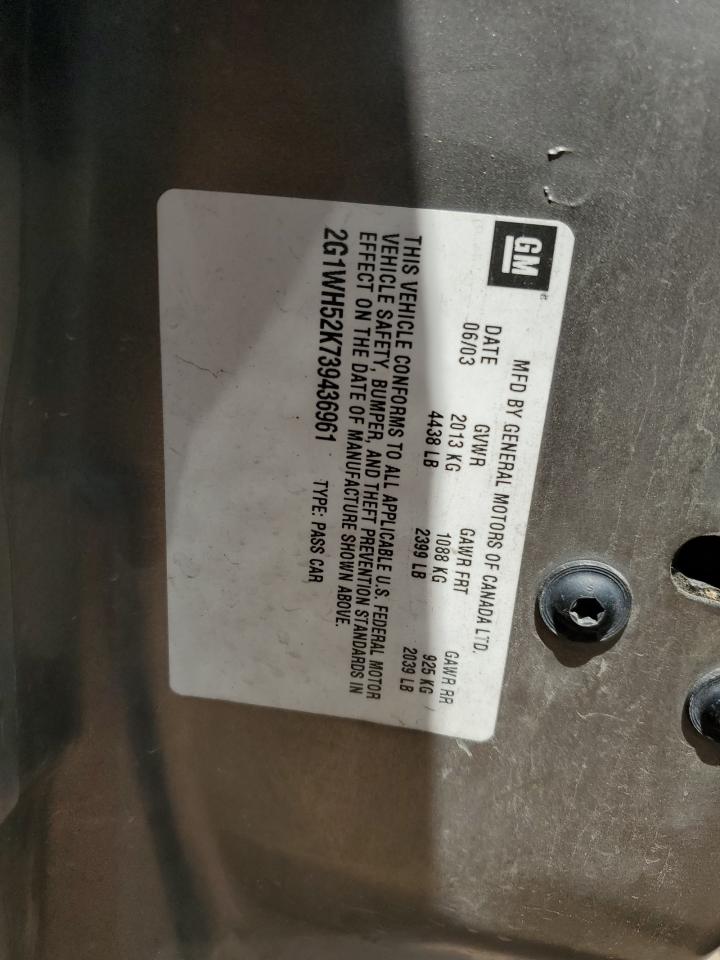 GM
MFD BY GENERAL MOTORS OF CANADA LTD.
DATE GVWR GAWR FRT GAWR RR
06/03 2013 KG 1088 KG 925 KG
4438 LB 2399 LB 2039 LB
THIS VEHICLE CONFORMS TO ALL APPLICABLE U.S. FEDERAL MOTOR
VEHICLE SAFETY, BUMPER, AND THEFT PREVENTION STANDARDS IN
EFFECT ON THE DATE OF MANUFACTURE SHOWN ABOVE.
2G1WH52K739436961 TYPE: PASS CAR